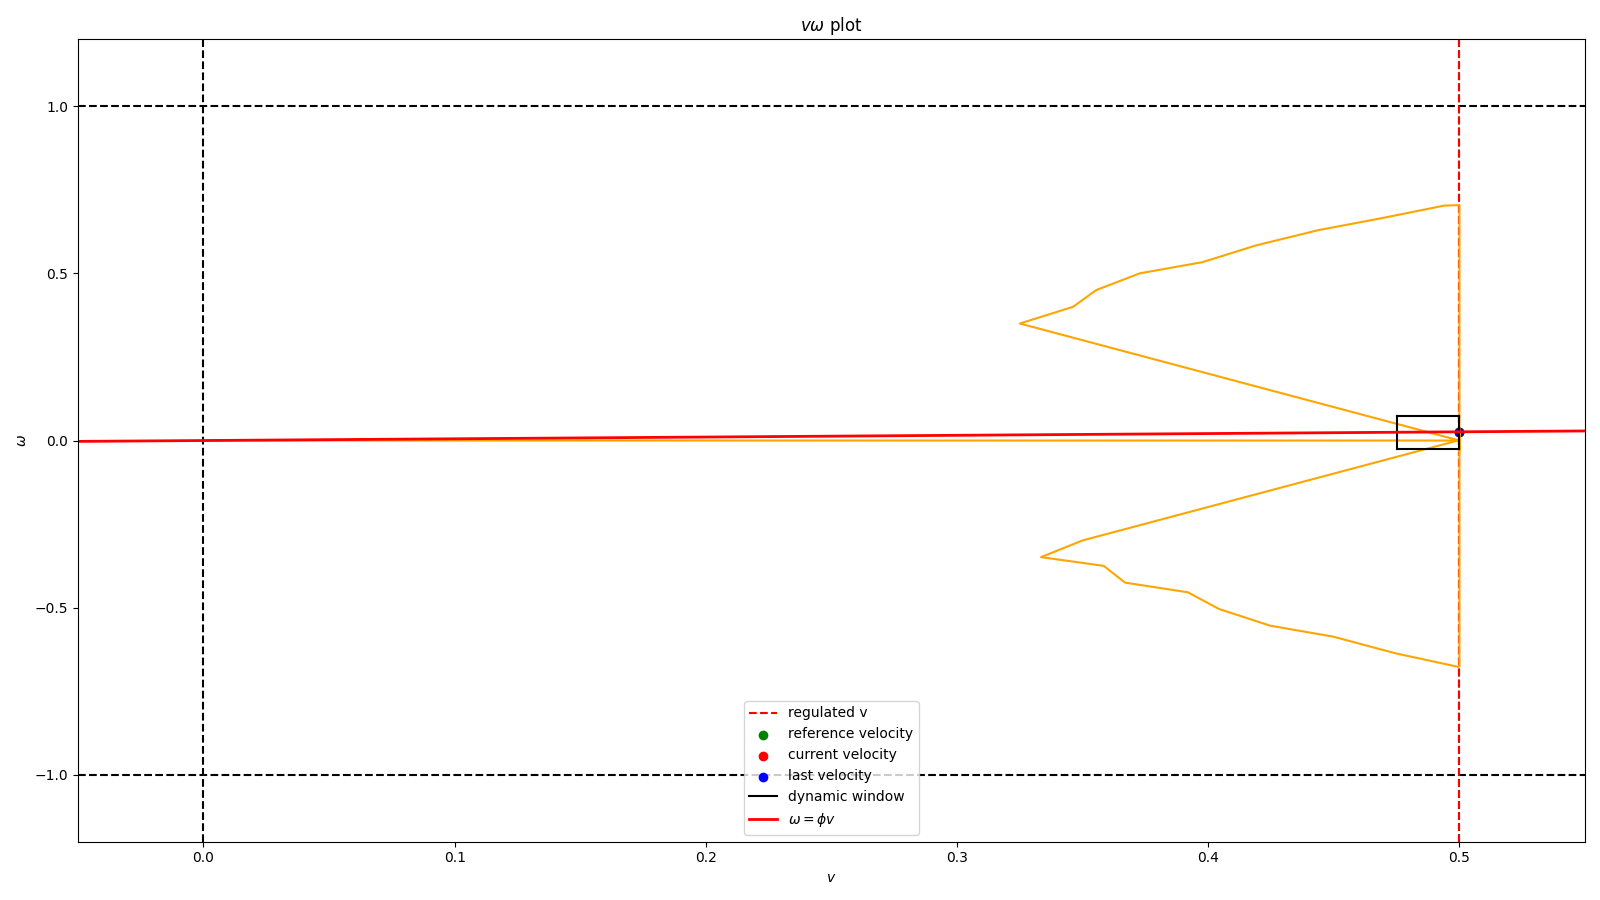 vω plot
ω
1.0
0.5
0.0
−0.5
−1.0
regulated v
reference velocity
current velocity
last velocity
dynamic window
ω = ϕv
0.0
0.1
0.2
0.3
0.4
0.5
v